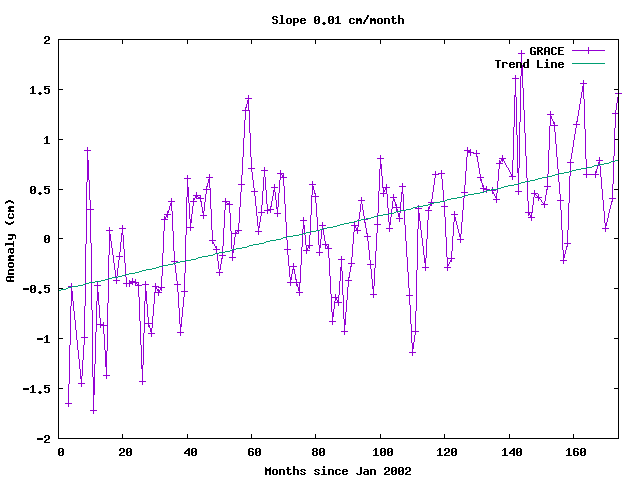 Slope 0.01 cm/month
GRACE
Trend Line
2
1.5
1
0.5
0
-0.5
-1
-1.5
-2
Anomaly (cm)
0 20 40 60 80 100 120 140 160
Months since Jan 2002